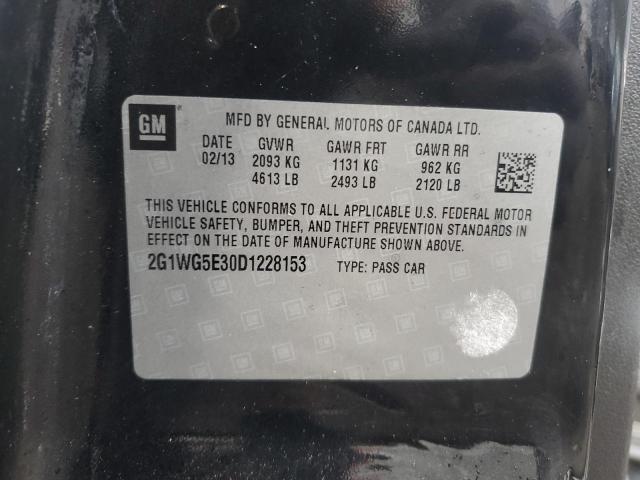 GM
MFD BY GENERAL MOTORS OF CANADA LTD.
DATE GVWR GAWR FRT GAWR RR
02/13 2093 KG 1131 KG 962 KG
4613 LB 2493 LB 2120 LB
THIS VEHICLE CONFORMS TO ALL APPLICABLE U.S. FEDERAL MOTOR
VEHICLE SAFETY, BUMPER, AND THEFT PREVENTION STANDARDS IN
EFFECT ON THE DATE OF MANUFACTURE SHOWN ABOVE.
2G1WG5E30D1228153 TYPE: PASS CAR